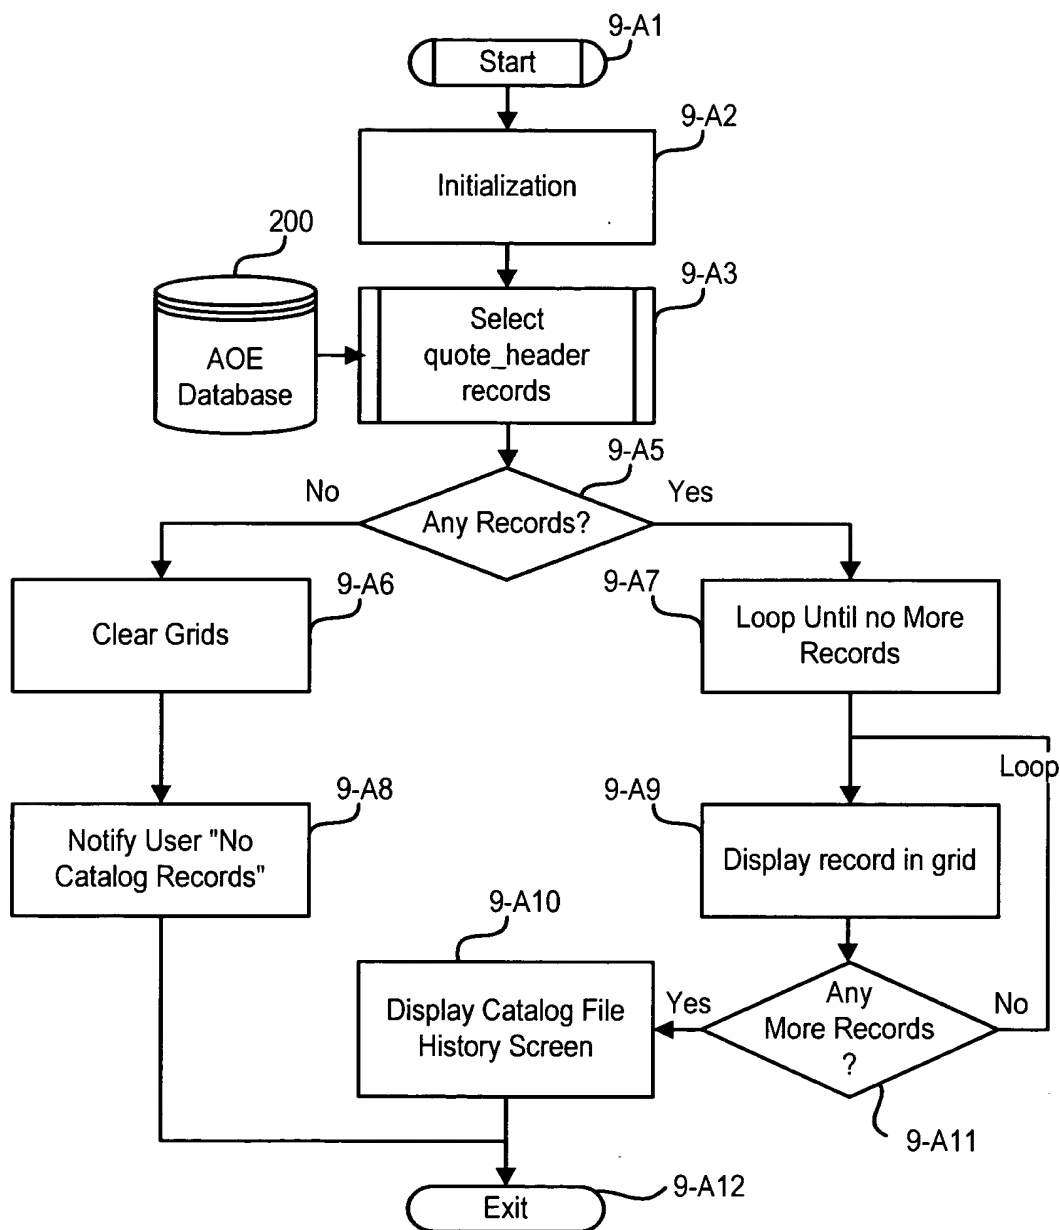 9-A1
Start
9-A2
Initialization
200
9-A3
Select
quote_header
records
AOE
Database
9-A5
No
Yes
Any Records?
9-A6
9-A7
Clear Grids
Loop Until no More
Records
Loop
9-A8
9-A9
Notify User "No
Catalog Records"
Display record in grid
9-A10
Display Catalog File
History Screen
Yes
Any
More Records
?
No
9-A11
9-A12
Exit